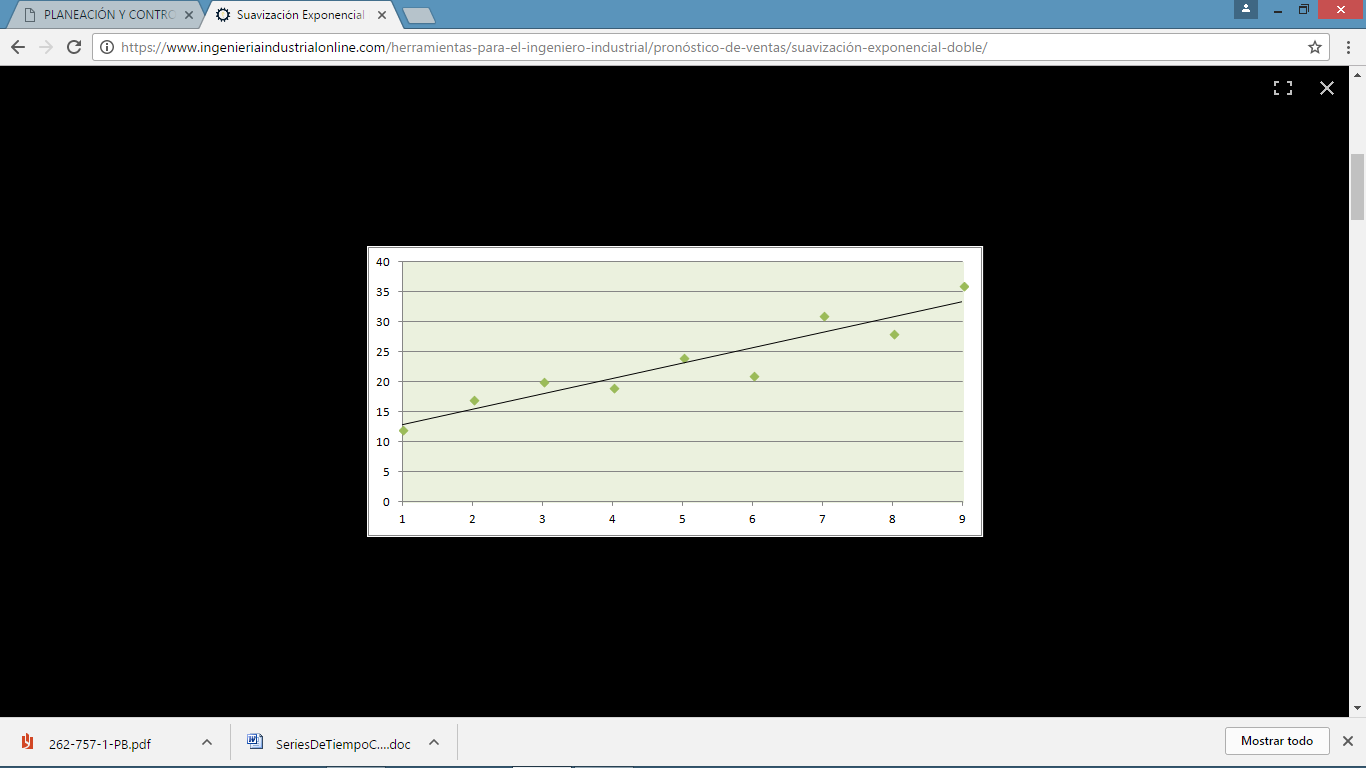 PLANEACIÓN Y CONTRO
Suavización Exponencial
https://www.ingenieriaindustrialonline.com/herramientas-para-el-ingeniero-industrial/pronóstico-de-ventas/suavización-exponencial-doble/
40
35
30
25
20
15
10
5
0
1 2 3 4 5 6 7 8 9
262-757-1-PB.pdf
SeriesDeTiempoC....doc
Mostrar todo